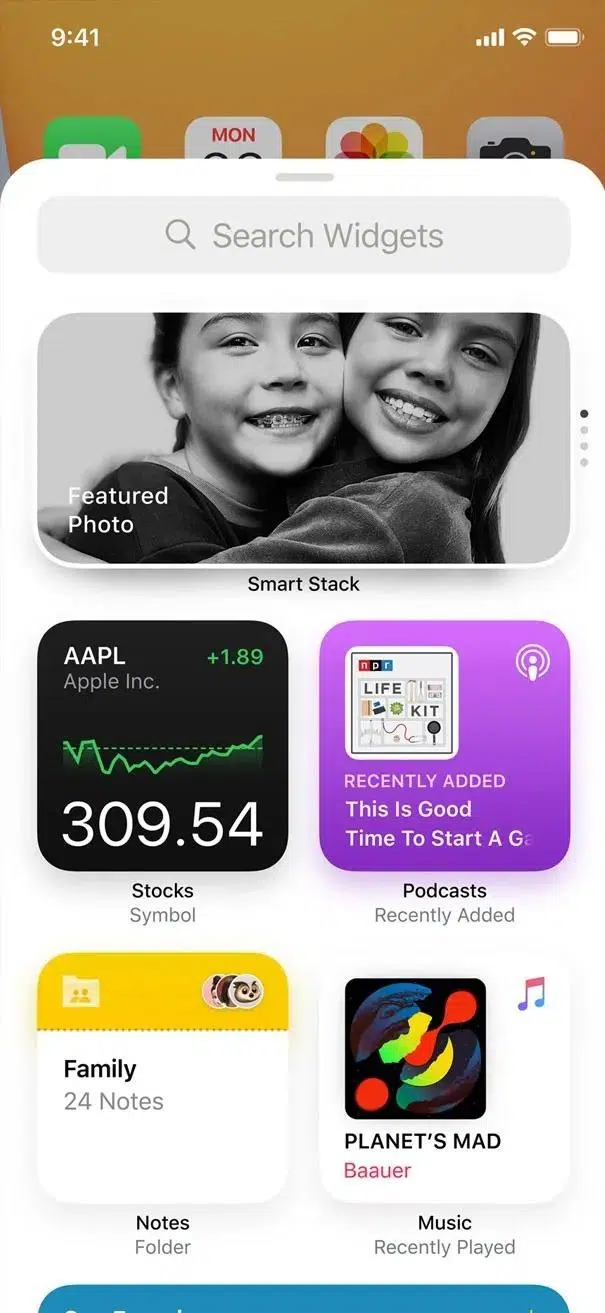 9:41
MON
Search Widgets
Featured
Photo
Smart Stack
AAPL
+1.89
Apple Inc.
309.54
Stocks
Symbol
npr
LIFE
KIT
RECENTLY ADDED
This Is Good
Time To Start A Ga
Podcasts
Recently Added
Family
24 Notes
Notes
Folder
PLANET’S MAD
Baauer
Music
Recently Played